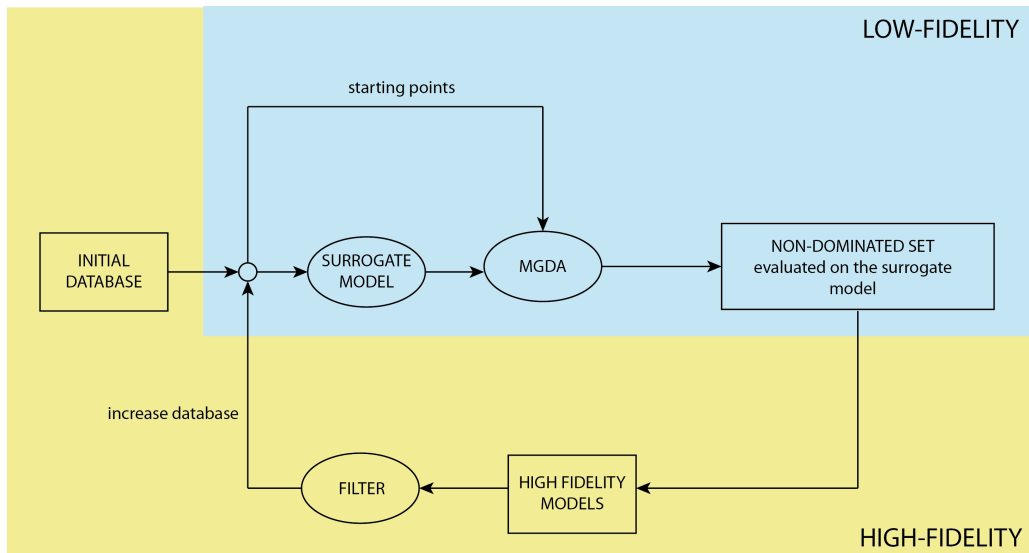 LOW-FIDELITY
starting points
INITIAL
DATABASE
SURROGATE
MODEL
MGDA
NON-DOMINATED SET
evaluated on the surrogate
model
increase database
FILTER
HIGH FIDELITY
MODELS
HIGH-FIDELITY